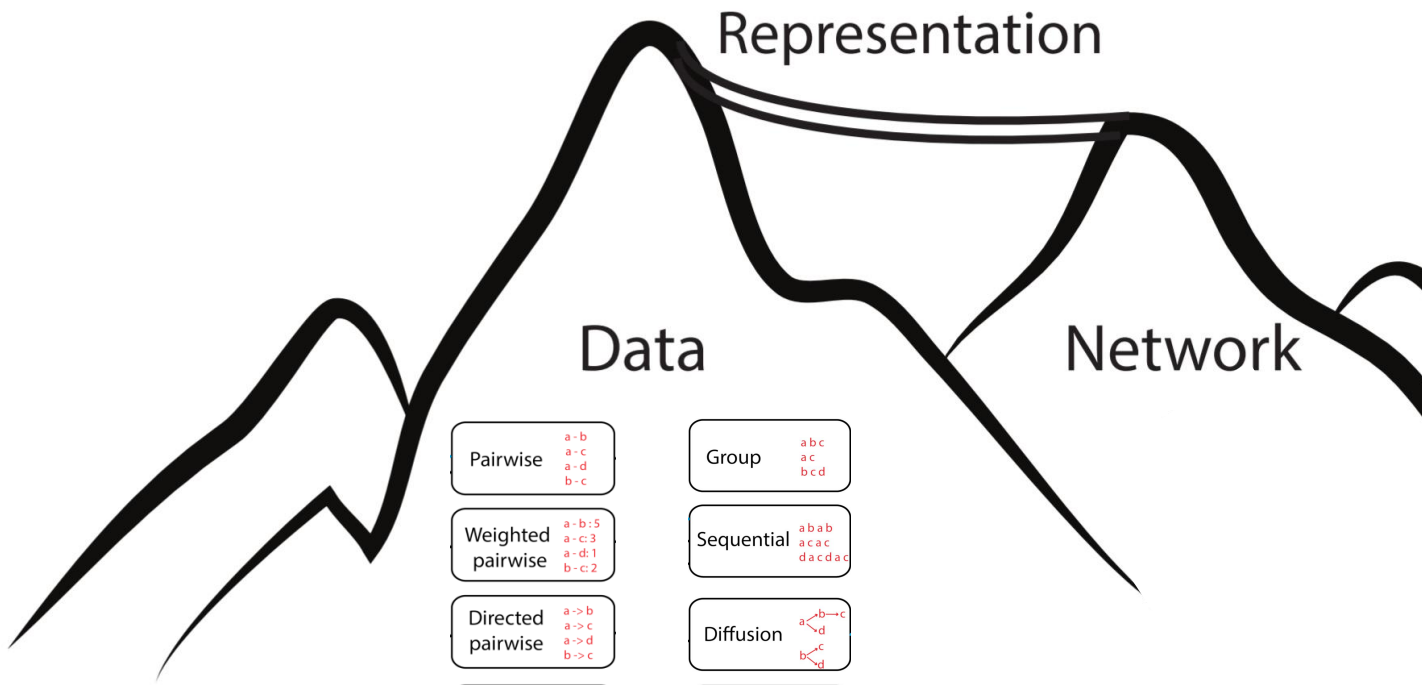 Representation
Data
Network
Pairwise
a - b
a - c
a - d
b - c
Weighted
pairwise
a - b : 5
a - c: 3
a - d: 1
b - c: 2
Directed
pairwise
a -> b
a -> c
a -> d
b -> c
Group
a b c
a c
b c d
Sequential
a b a b
a c a c
d a c d a c
Diffusion
a b c
d
b c
d